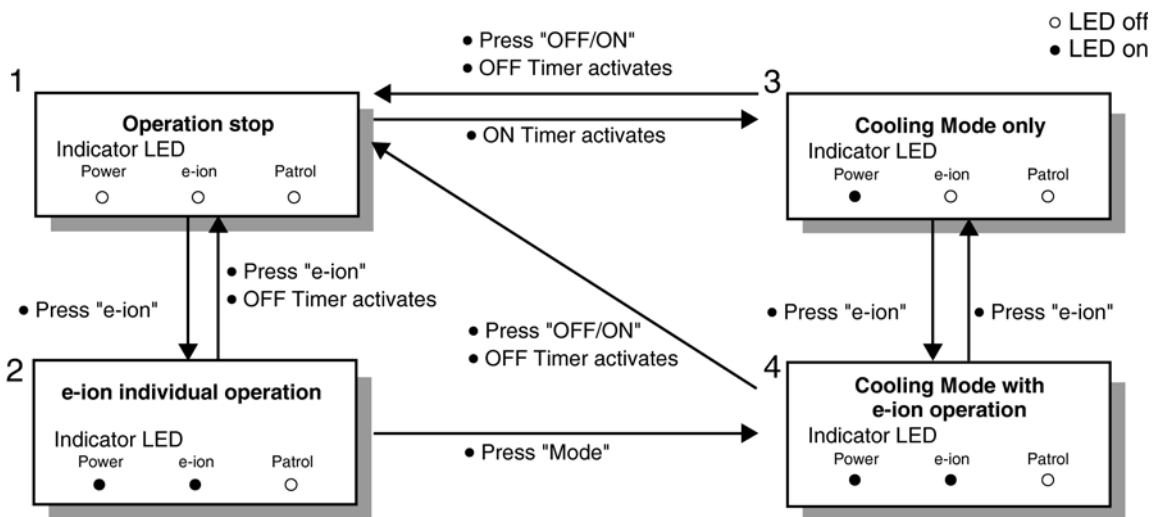 ○ LED off
● LED on
● Press "OFF/ON"
● OFF Timer activates
● ON Timer activates
1
Operation stop
Indicator LED
Power e-ion Patrol
3
Cooling Mode only
Indicator LED
Power e-ion Patrol
● Press "e-ion"
● Press "e-ion"
● OFF Timer activates
● Press "OFF/ON"
● OFF Timer activates
● Press "e-ion"
● Press "e-ion"
2
e-ion individual operation
Indicator LED
Power e-ion Patrol
● Press "Mode"
4
Cooling Mode with
e-ion operation
Indicator LED
Power e-ion Patrol